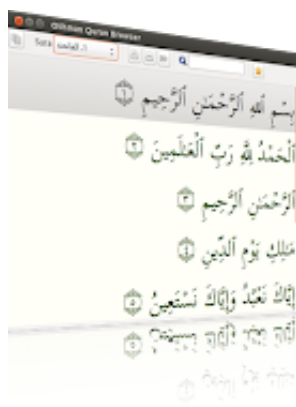 Othman Quran Browser
Sura 1. الفاتحة
بِسْمِ ٱللَّهِ ٱلرَّحْمَٰنِ ٱلرَّحِيمِ ١
ٱلْحَمْدُ لِلَّهِ رَبِّ ٱلْعَٰلَمِينَ ٢
ٱلرَّحْمَٰنِ ٱلرَّحِيمِ ٣
مَٰلِكِ يَوْمِ ٱلدِّينِ ٤
إِيَّاكَ نَعْبُدُ وَإِيَّاكَ نَسْتَعِينُ ٥